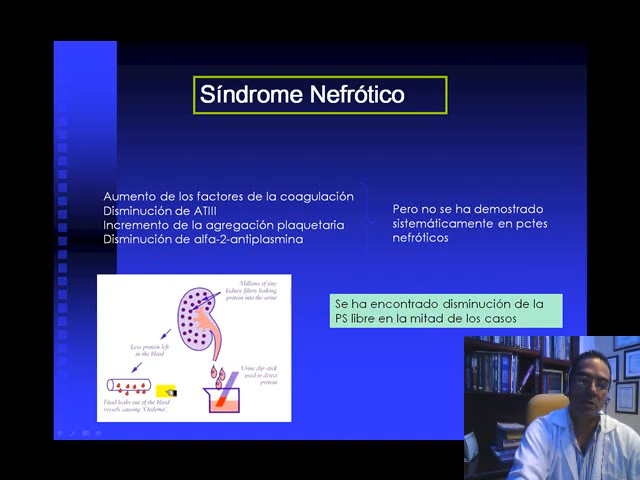 Síndrome Nefrótico
Aumento de los factores de la coagulación
Disminución de ATIII
Incremento de la agregación plaquetaria
Disminución de alfa-2-antiplasmina
Pero no se ha demostrado
sistemáticamente en pctes
nefróticos
Se ha encontrado disminución de la
PS libre en la mitad de los casos
Millions of tiny
kidney filters leaking
protein into the urine
Less protein left
in the blood
Urine dip stick
used to detect
protein
Fluid leaks out of the blood
vessels causing 'Oedema'